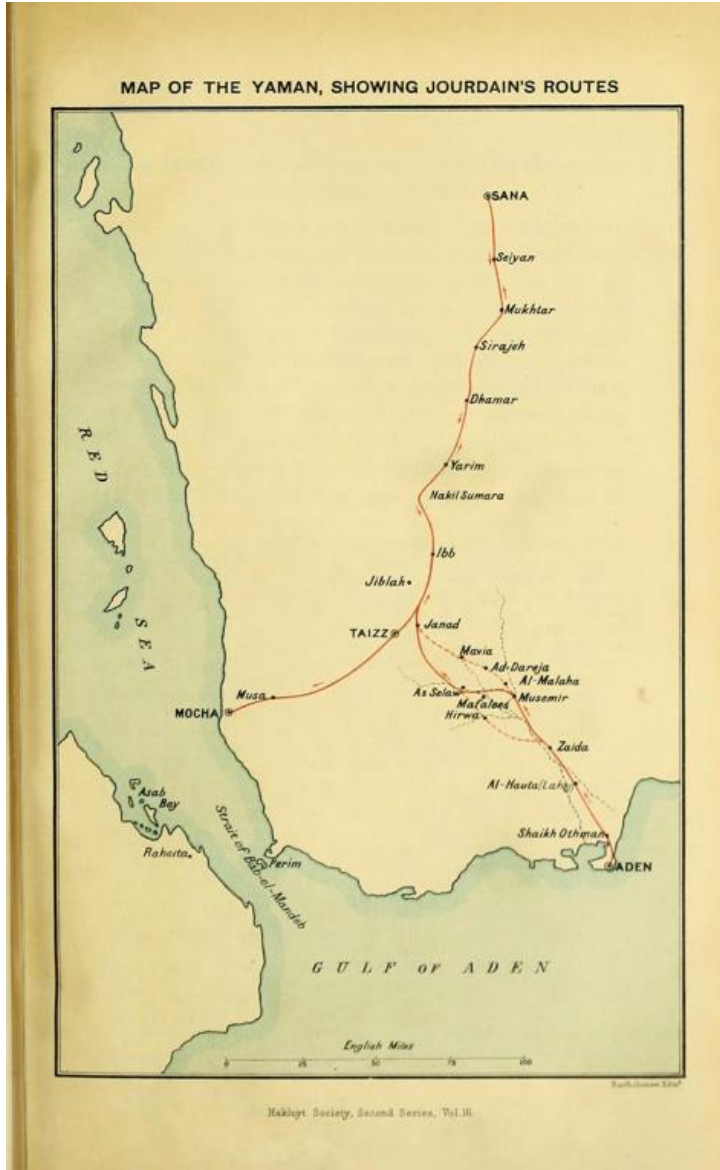 MAP OF THE YAMAN, SHOWING JOURDAIN'S ROUTES
SANA
Seiyan
Mukhtar
Sirajeh
Dhamar
Yarim
Nakil Sumara
RED SEA
Ibb
Jiblah
Janad
TAIZZ
Mavia
Ad-Dareja
Al-Malaha
As Selaw
Musa
Musemir
Mafalees
MOCHA
Hirwa
Zaida
Al-Hauta (Lahej)
Asab
Bay
Shaikh Othman
Raheita
Perim
ADEN
Strait of Bab-el-Mandeb
GULF OF ADEN
English Miles
0 25 50 75 100
Hakluyt Society, Second Series, Vol.16.